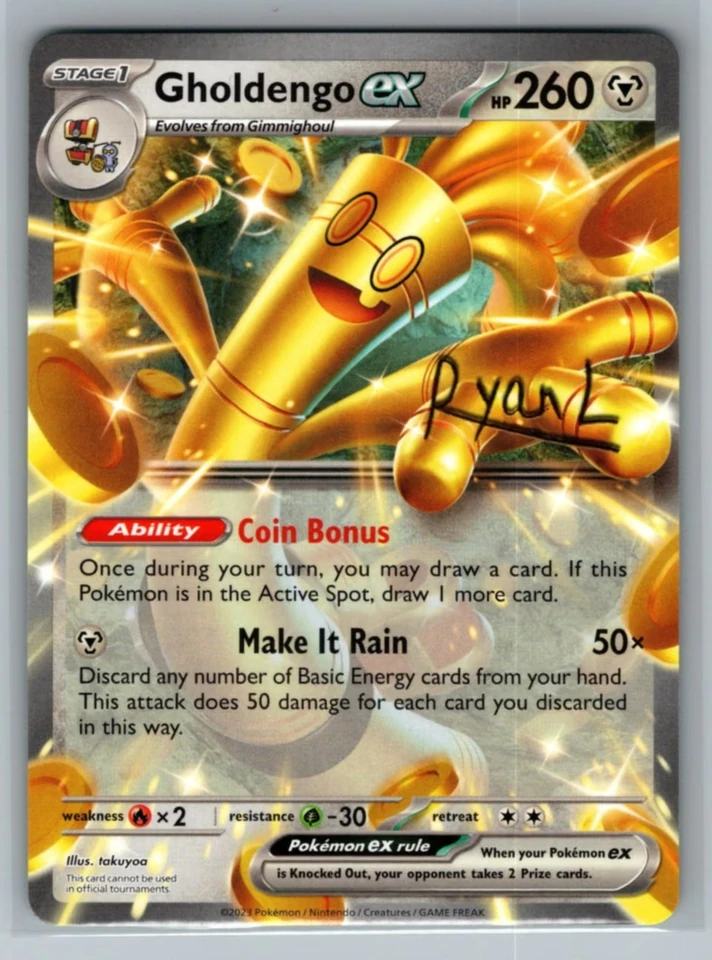 STAGE 1 Gholdengo ex HP 260
Evolves from Gimmighoul
Ryan L
Ability Coin Bonus
Once during your turn, you may draw a card. If this
Pokémon is in the Active Spot, draw 1 more card.
Make It Rain 50×
Discard any number of Basic Energy cards from your hand.
This attack does 50 damage for each card you discarded
in this way.
weakness ×2 resistance -30 retreat
Illus. takuyoa
This card cannot be used
in official tournaments.
Pokémon ex rule When your Pokémon ex
is Knocked Out, your opponent takes 2 Prize cards.
©2023 Pokémon / Nintendo / Creatures / GAME FREAK